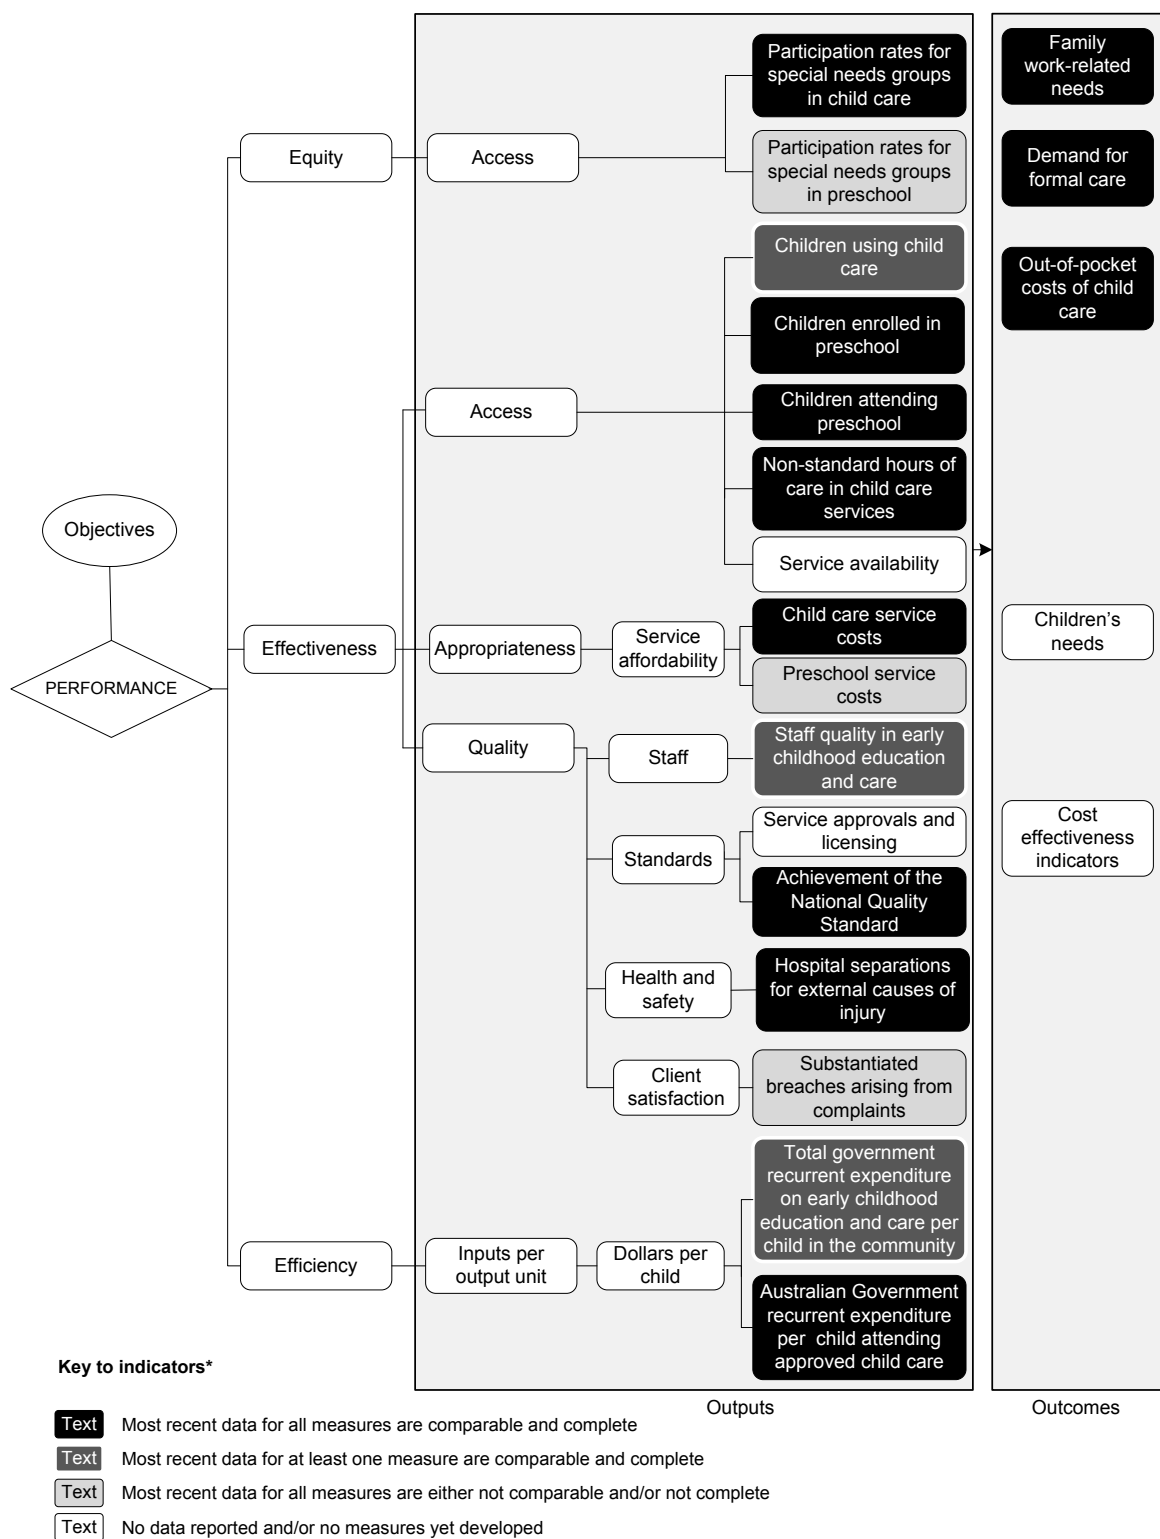 Participation rates for
special needs groups
in child care
Family
work-related
needs
Equity
Access
Participation rates for
special needs groups
in preschool
Demand for
formal care
Children using child
care
Out-of-pocket
costs of child
care
Children enrolled in
preschool
Access
Children attending
preschool
Non-standard hours of
care in child care
services
Objectives
Service availability
Child care service
costs
Children’s
needs
Effectiveness
Appropriateness
Service
affordability
PERFORMANCE
Preschool service
costs
Quality
Staff
Staff quality in early
childhood education
and care
Service approvals and
licensing
Cost
effectiveness
indicators
Standards
Achievement of the
National Quality
Standard
Health and
safety
Hospital separations
for external causes of
injury
Client
satisfaction
Substantiated
breaches arising from
complaints
Total government
recurrent expenditure
on early childhood
education and care per
child in the community
Efficiency
Inputs per
output unit
Dollars per
child
Australian Government
recurrent expenditure
per child attending
approved child care
Outputs
Outcomes
Key to indicators*
Text Most recent data for all measures are comparable and complete
Text Most recent data for at least one measure are comparable and complete
Text Most recent data for all measures are either not comparable and/or not complete
Text No data reported and/or no measures yet developed